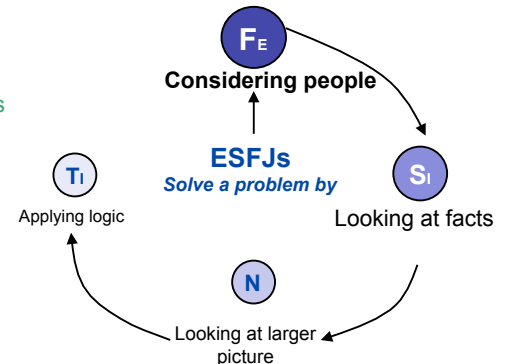 FE
Considering people
s
ESFJs
Solve a problem by
TI
Applying logic
SI
Looking at facts
N
Looking at larger
picture